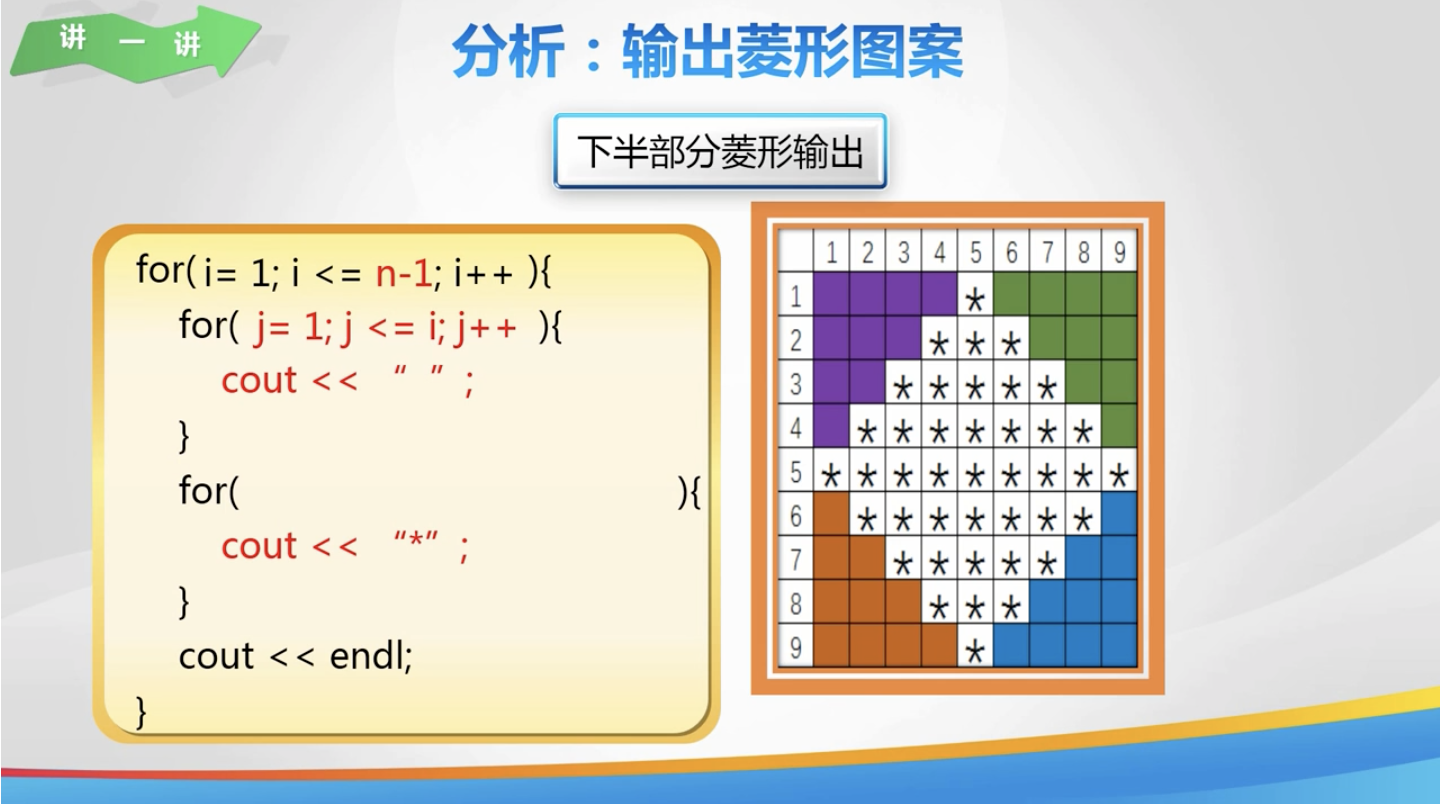 讲一讲
分析：输出菱形图案
下半部分菱形输出
for( i= 1; i <= n-1; i++ ){
for( j= 1; j <= i; j++ ){
cout << “ ” ;
}
for( ){
cout << “*” ;
}
cout << endl;
}
1 2 3 4 5 6 7 8 9
1 *
2 * * *
3 * * * * *
4 * * * * * * *
5 * * * * * * * * *
6 * * * * * * *
7 * * * * *
8 * * *
9 *